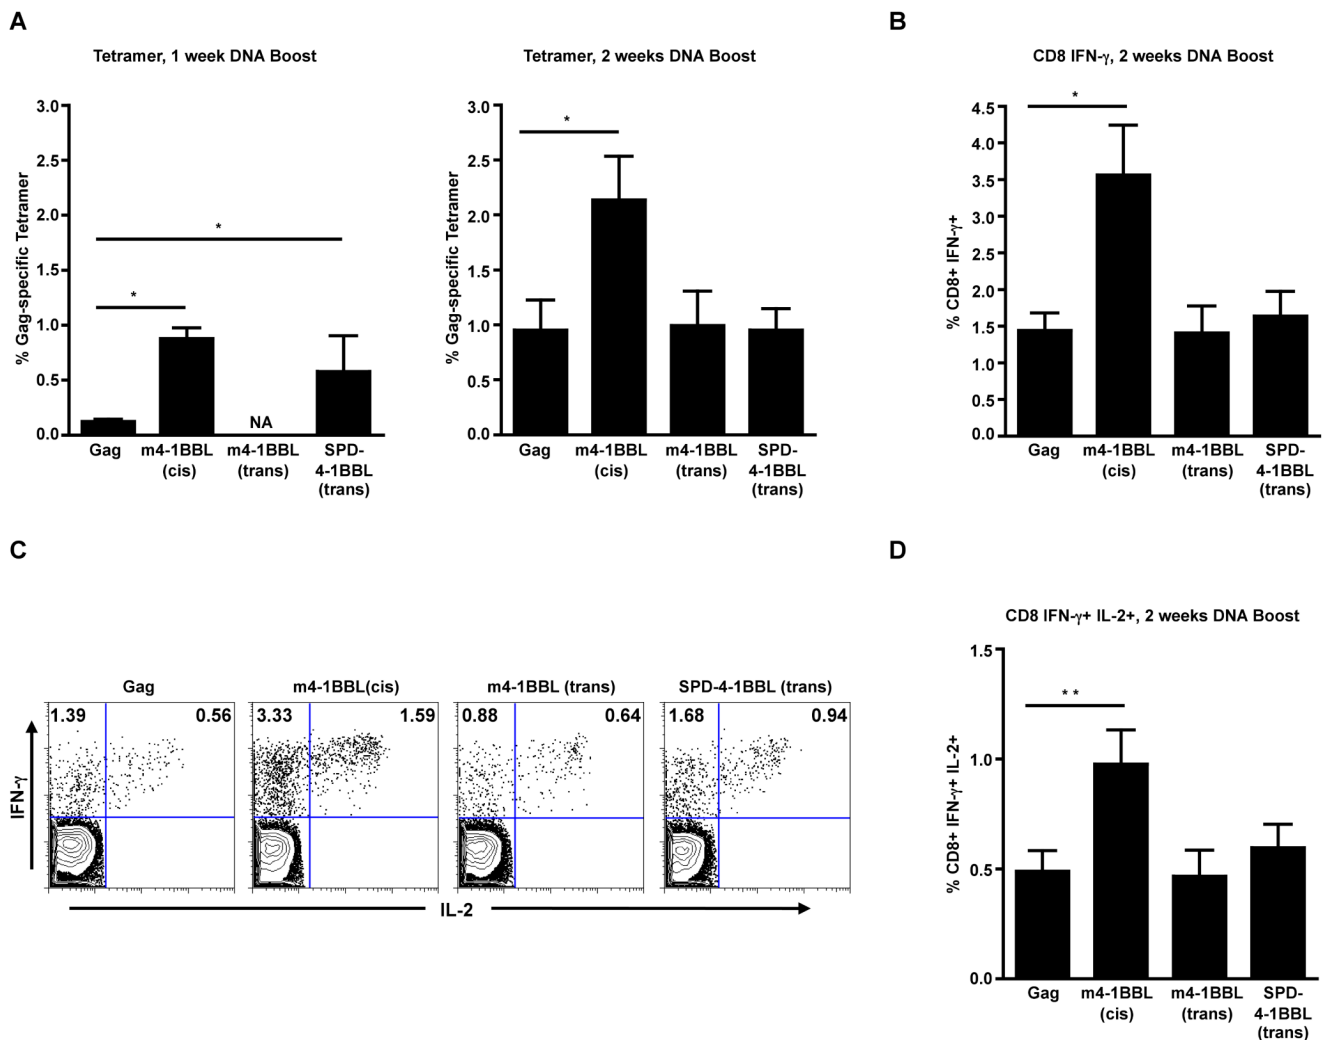 A
B
Tetramer, 1 week DNA Boost
Tetramer, 2 weeks DNA Boost
CD8 IFN-γ, 2 weeks DNA Boost
% Gag-specific Tetramer
3.0
2.5
2.0
1.5
1.0
0.5
0.0
*
*
NA
Gag
m4-1BBL
(cis)
m4-1BBL
(trans)
SPD-
4-1BBL
(trans)
% Gag-specific Tetramer
3.0
2.5
2.0
1.5
1.0
0.5
0.0
*
Gag
m4-1BBL
(cis)
m4-1BBL
(trans)
SPD-
4-1BBL
(trans)
% CD8+ IFN-γ+
4.5
4.0
3.5
3.0
2.5
2.0
1.5
1.0
0.5
0.0
*
Gag
m4-1BBL
(cis)
m4-1BBL
(trans)
SPD-
4-1BBL
(trans)
C
D
Gag
m4-1BBL(cis)
m4-1BBL (trans)
SPD-4-1BBL (trans)
1.39 0.56
3.33 1.59
0.88 0.64
1.68 0.94
IFN-γ
IL-2
CD8 IFN-γ+ IL-2+, 2 weeks DNA Boost
% CD8+ IFN-γ+ IL-2+
1.5
1.0
0.5
0.0
* *
Gag
m4-1BBL
(cis)
m4-1BBL
(trans)
SPD-
4-1BBL
(trans)